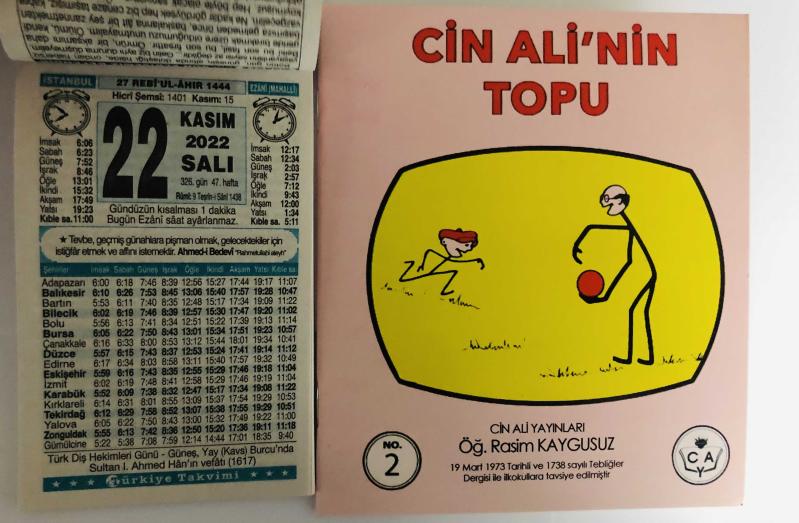 İSTANBUL
27 REBÎ'UL-ÂHIR 1444
EZÂNÎ (MAHALLÎ)
Hicrî Şemsî: 1401 Kasım: 15
22
KASIM
2022
SALI
326. gün 47. hafta
Rûmî: 9 Teşrîn-i Sânî 1438
İmsak 6:06
Sabah 6:23
Güneş 7:52
İşrak 8:46
Öğle 13:01
İkindi 15:32
Akşam 17:49
Yatsı 19:23
Kıble sa. 11:00
İmsak 12:17
Sabah 12:34
Güneş 2:03
İşrak 2:57
Öğle 7:12
İkindi 9:43
Akşam 12:00
Yatsı 1:34
Kıble sa. 5:11
Gündüzün kısalması 1 dakika
Bugün Ezânî sâat ayârlanmaz.
★ Tevbe, geçmiş günahlara pişman olmak, gelecektekiler için
istiğfâr etmek ve affını istemektir. Ahmed-i Bedevî "Rahmetullahi aleyh"
Şehirler İmsak Sabah Güneş İşrak Öğle İkindi Akşam Yatsı Kıble sa.
Adapazarı 6:00 6:18 7:46 8:39 12:56 15:27 17:44 19:17 11:07
Balıkesir 6:10 6:26 7:53 8:45 13:06 15:40 17:57 19:28 10:47
Bartın 5:53 6:11 7:40 8:35 12:48 15:17 17:34 19:09 11:22
Bilecik 6:02 6:19 7:46 8:39 12:57 15:30 17:47 19:20 11:02
Bolu 5:56 6:13 7:41 8:34 12:51 15:22 17:39 19:13 11:14
Bursa 6:05 6:22 7:50 8:43 13:01 15:34 17:51 19:23 10:57
Çanakkale 6:16 6:33 8:00 8:53 13:12 15:44 18:01 19:34 10:41
Düzce 5:57 6:15 7:43 8:37 12:53 15:24 17:41 19:14 11:12
Edirne 6:17 6:34 8:03 8:58 13:11 15:40 17:57 19:32 10:49
Eskişehir 5:59 6:16 7:43 8:35 12:55 15:29 17:46 19:18 11:04
İzmit 6:02 6:19 7:48 8:41 12:58 15:29 17:46 19:19 11:04
Karabük 5:52 6:09 7:38 8:32 12:47 15:17 17:34 19:08 11:22
Kırklareli 6:14 6:31 8:01 8:55 13:09 15:37 17:54 19:29 10:53
Tekirdağ 6:12 6:29 7:58 8:52 13:07 15:38 17:55 19:29 10:51
Yalova 6:05 6:22 7:50 8:43 13:00 15:32 17:49 19:22 11:00
Zonguldak 5:55 6:13 7:42 8:36 12:50 15:20 17:36 19:11 11:18
Gümülcine 5:22 5:38 7:08 7:59 12:14 14:44 17:01 18:35 9:40
Türk Diş Hekimleri Günü - Güneş, Yay (Kavs) Burcu'nda
Sultan I. Ahmed Hân'ın vefâtı (1617)
★ ★ ★ ★ Türkiye Takvimi ★ ★ ★ ★
CİN ALİ'NİN
TOPU
CİN ALİ YAYINLARI
Öğ. Rasim KAYGUSUZ
19 Mart 1973 Tarihli ve 1738 sayılı Tebliğler
Dergisi ile ilkokullara tavsiye edilmiştir
NO.
2
C A
Y